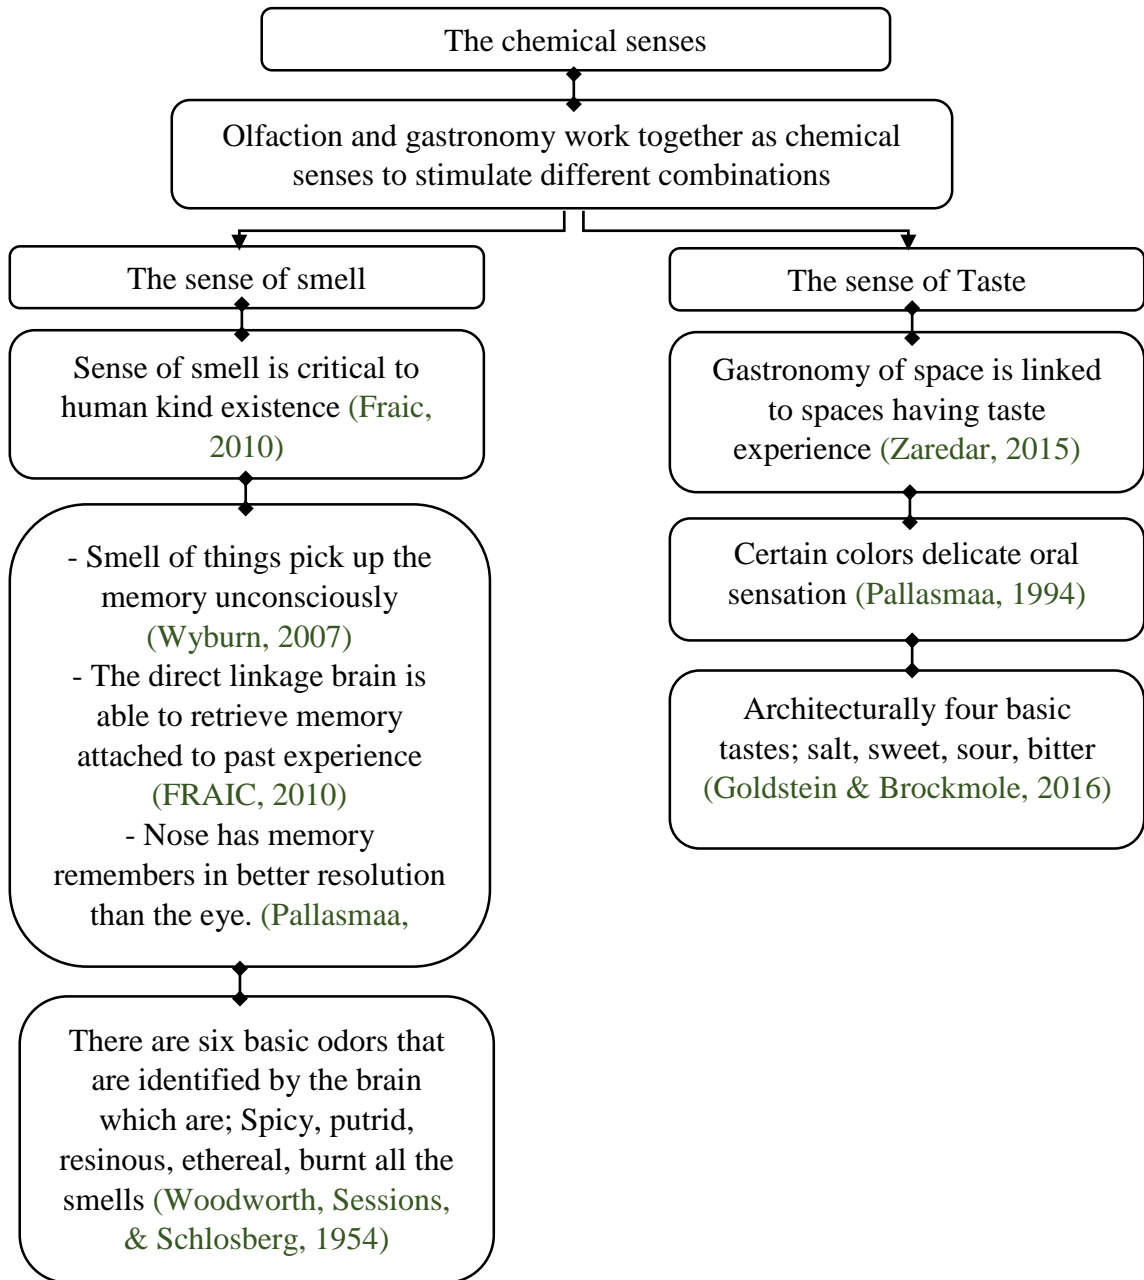 The chemical senses
Olfaction and gastronomy work together as chemical
senses to stimulate different combinations
The sense of smell
Sense of smell is critical to
human kind existence (Fraic,
2010)
- Smell of things pick up the
memory unconsciously
(Wyburn, 2007)
- The direct linkage brain is
able to retrieve memory
attached to past experience
(FRAIC, 2010)
- Nose has memory
remembers in better resolution
than the eye. (Pallasmaa,
There are six basic odors that
are identified by the brain
which are; Spicy, putrid,
resinous, ethereal, burnt all the
smells (Woodworth, Sessions,
& Schlosberg, 1954)
The sense of Taste
Gastronomy of space is linked
to spaces having taste
experience (Zaredar, 2015)
Certain colors delicate oral
sensation (Pallasmaa, 1994)
Architecturally four basic
tastes; salt, sweet, sour, bitter
(Goldstein & Brockmole, 2016)